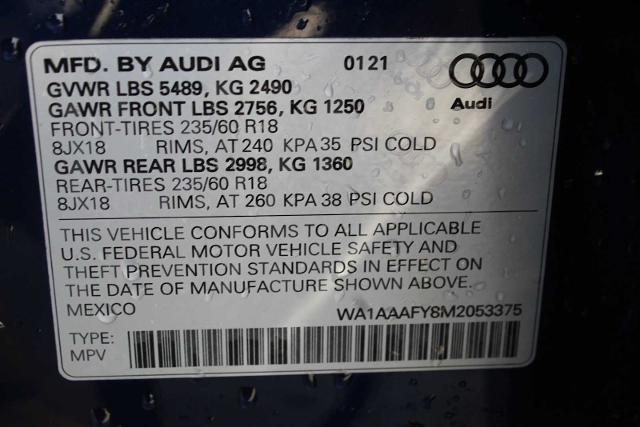 MFD. BY AUDI AG 0121
GVWR LBS 5489, KG 2490
GAWR FRONT LBS 2756, KG 1250
Audi
FRONT-TIRES 235/60 R18
8JX18 RIMS, AT 240 KPA 35 PSI COLD
GAWR REAR LBS 2998, KG 1360
REAR-TIRES 235/60 R18
8JX18 RIMS, AT 260 KPA 38 PSI COLD
THIS VEHICLE CONFORMS TO ALL APPLICABLE
U.S. FEDERAL MOTOR VEHICLE SAFETY AND
THEFT PREVENTION STANDARDS IN EFFECT ON
THE DATE OF MANUFACTURE SHOWN ABOVE.
MEXICO WA1AAAFY8M2053375
TYPE:
MPV